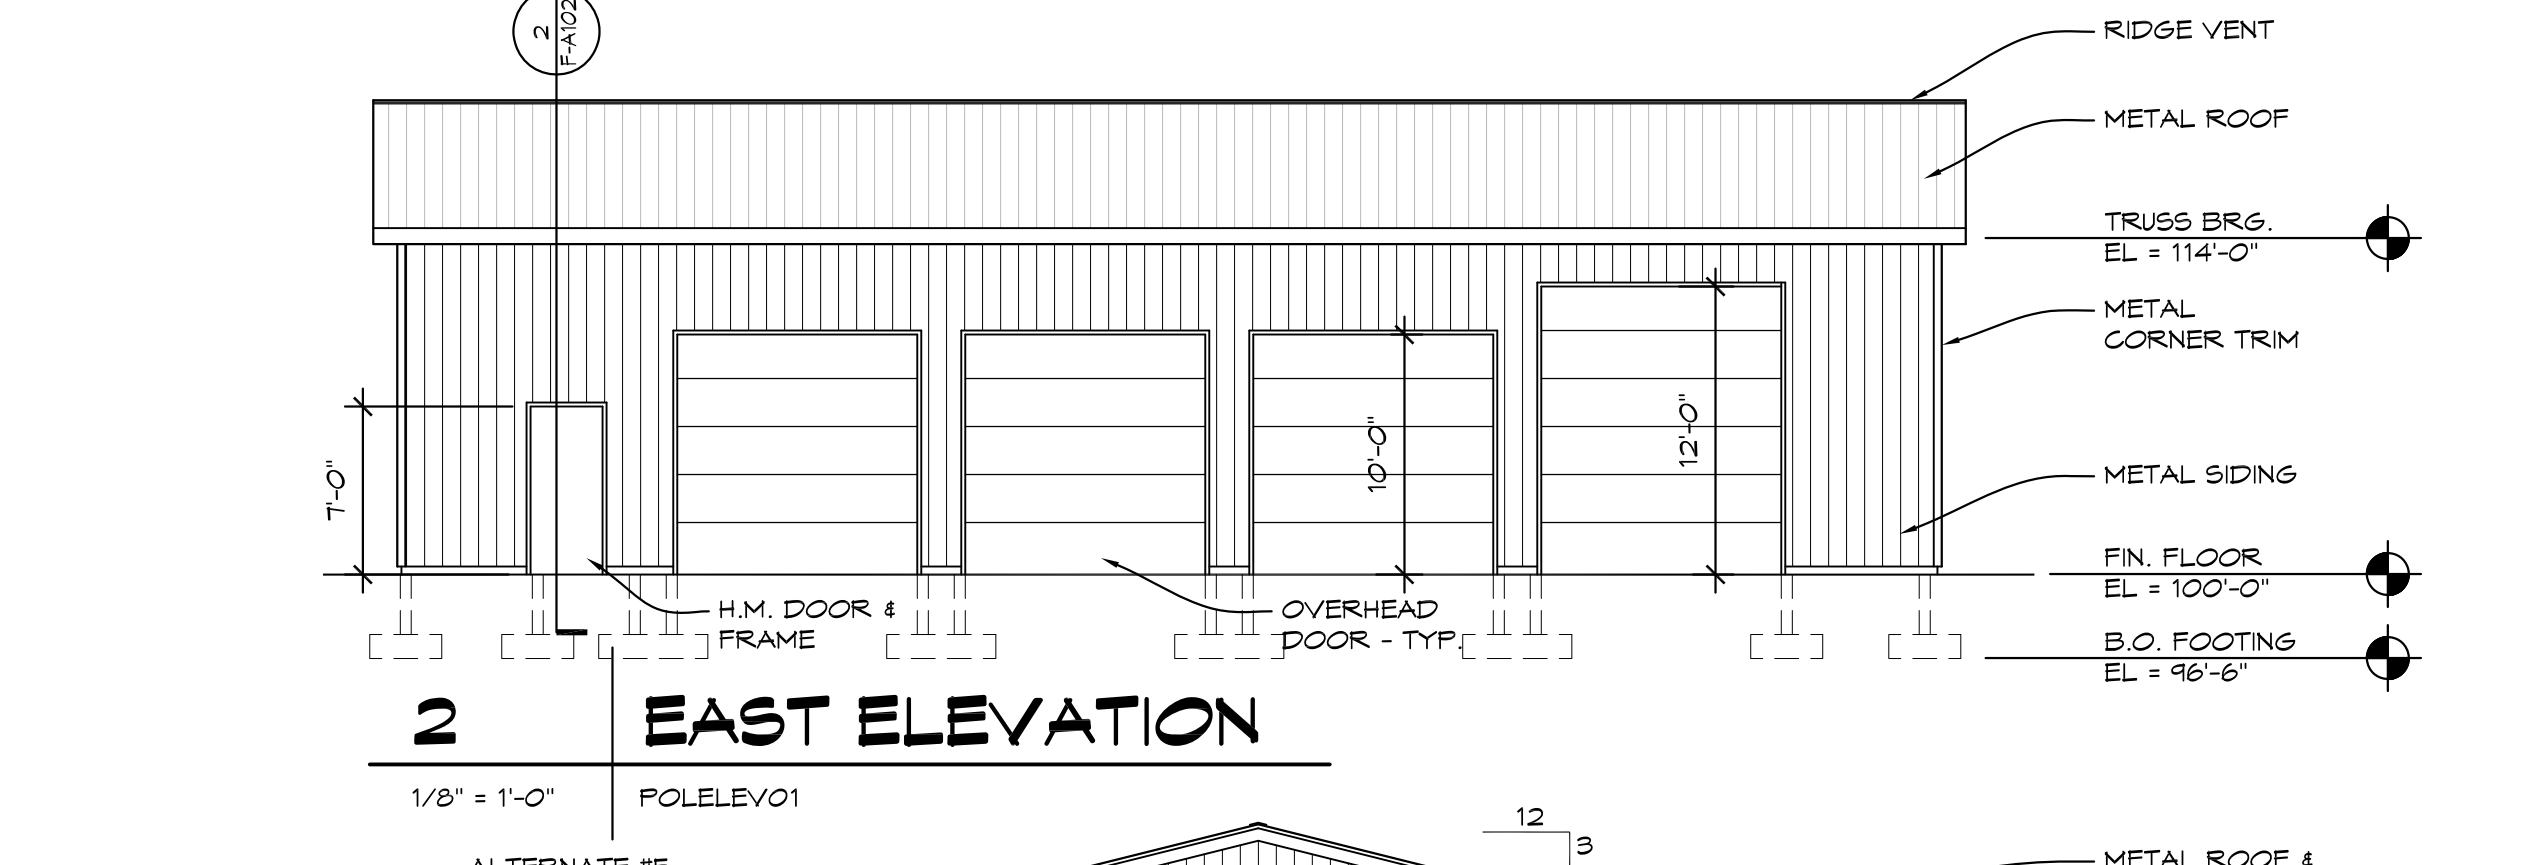 2
F-A102
RIDGE VENT
METAL ROOF
TRUSS BRG.
EL = 114'-0"
METAL
CORNER TRIM
7'-0"
10'-0"
12'-0"
METAL SIDING
FIN. FLOOR
EL = 100'-0"
H.M. DOOR &
FRAME
OVERHEAD
DOOR - TYP.
B.O. FOOTING
EL = 96'-6"
2 EAST ELEVATION
1/8" = 1'-0" POLELEV01
12
3
METAL ROOF &